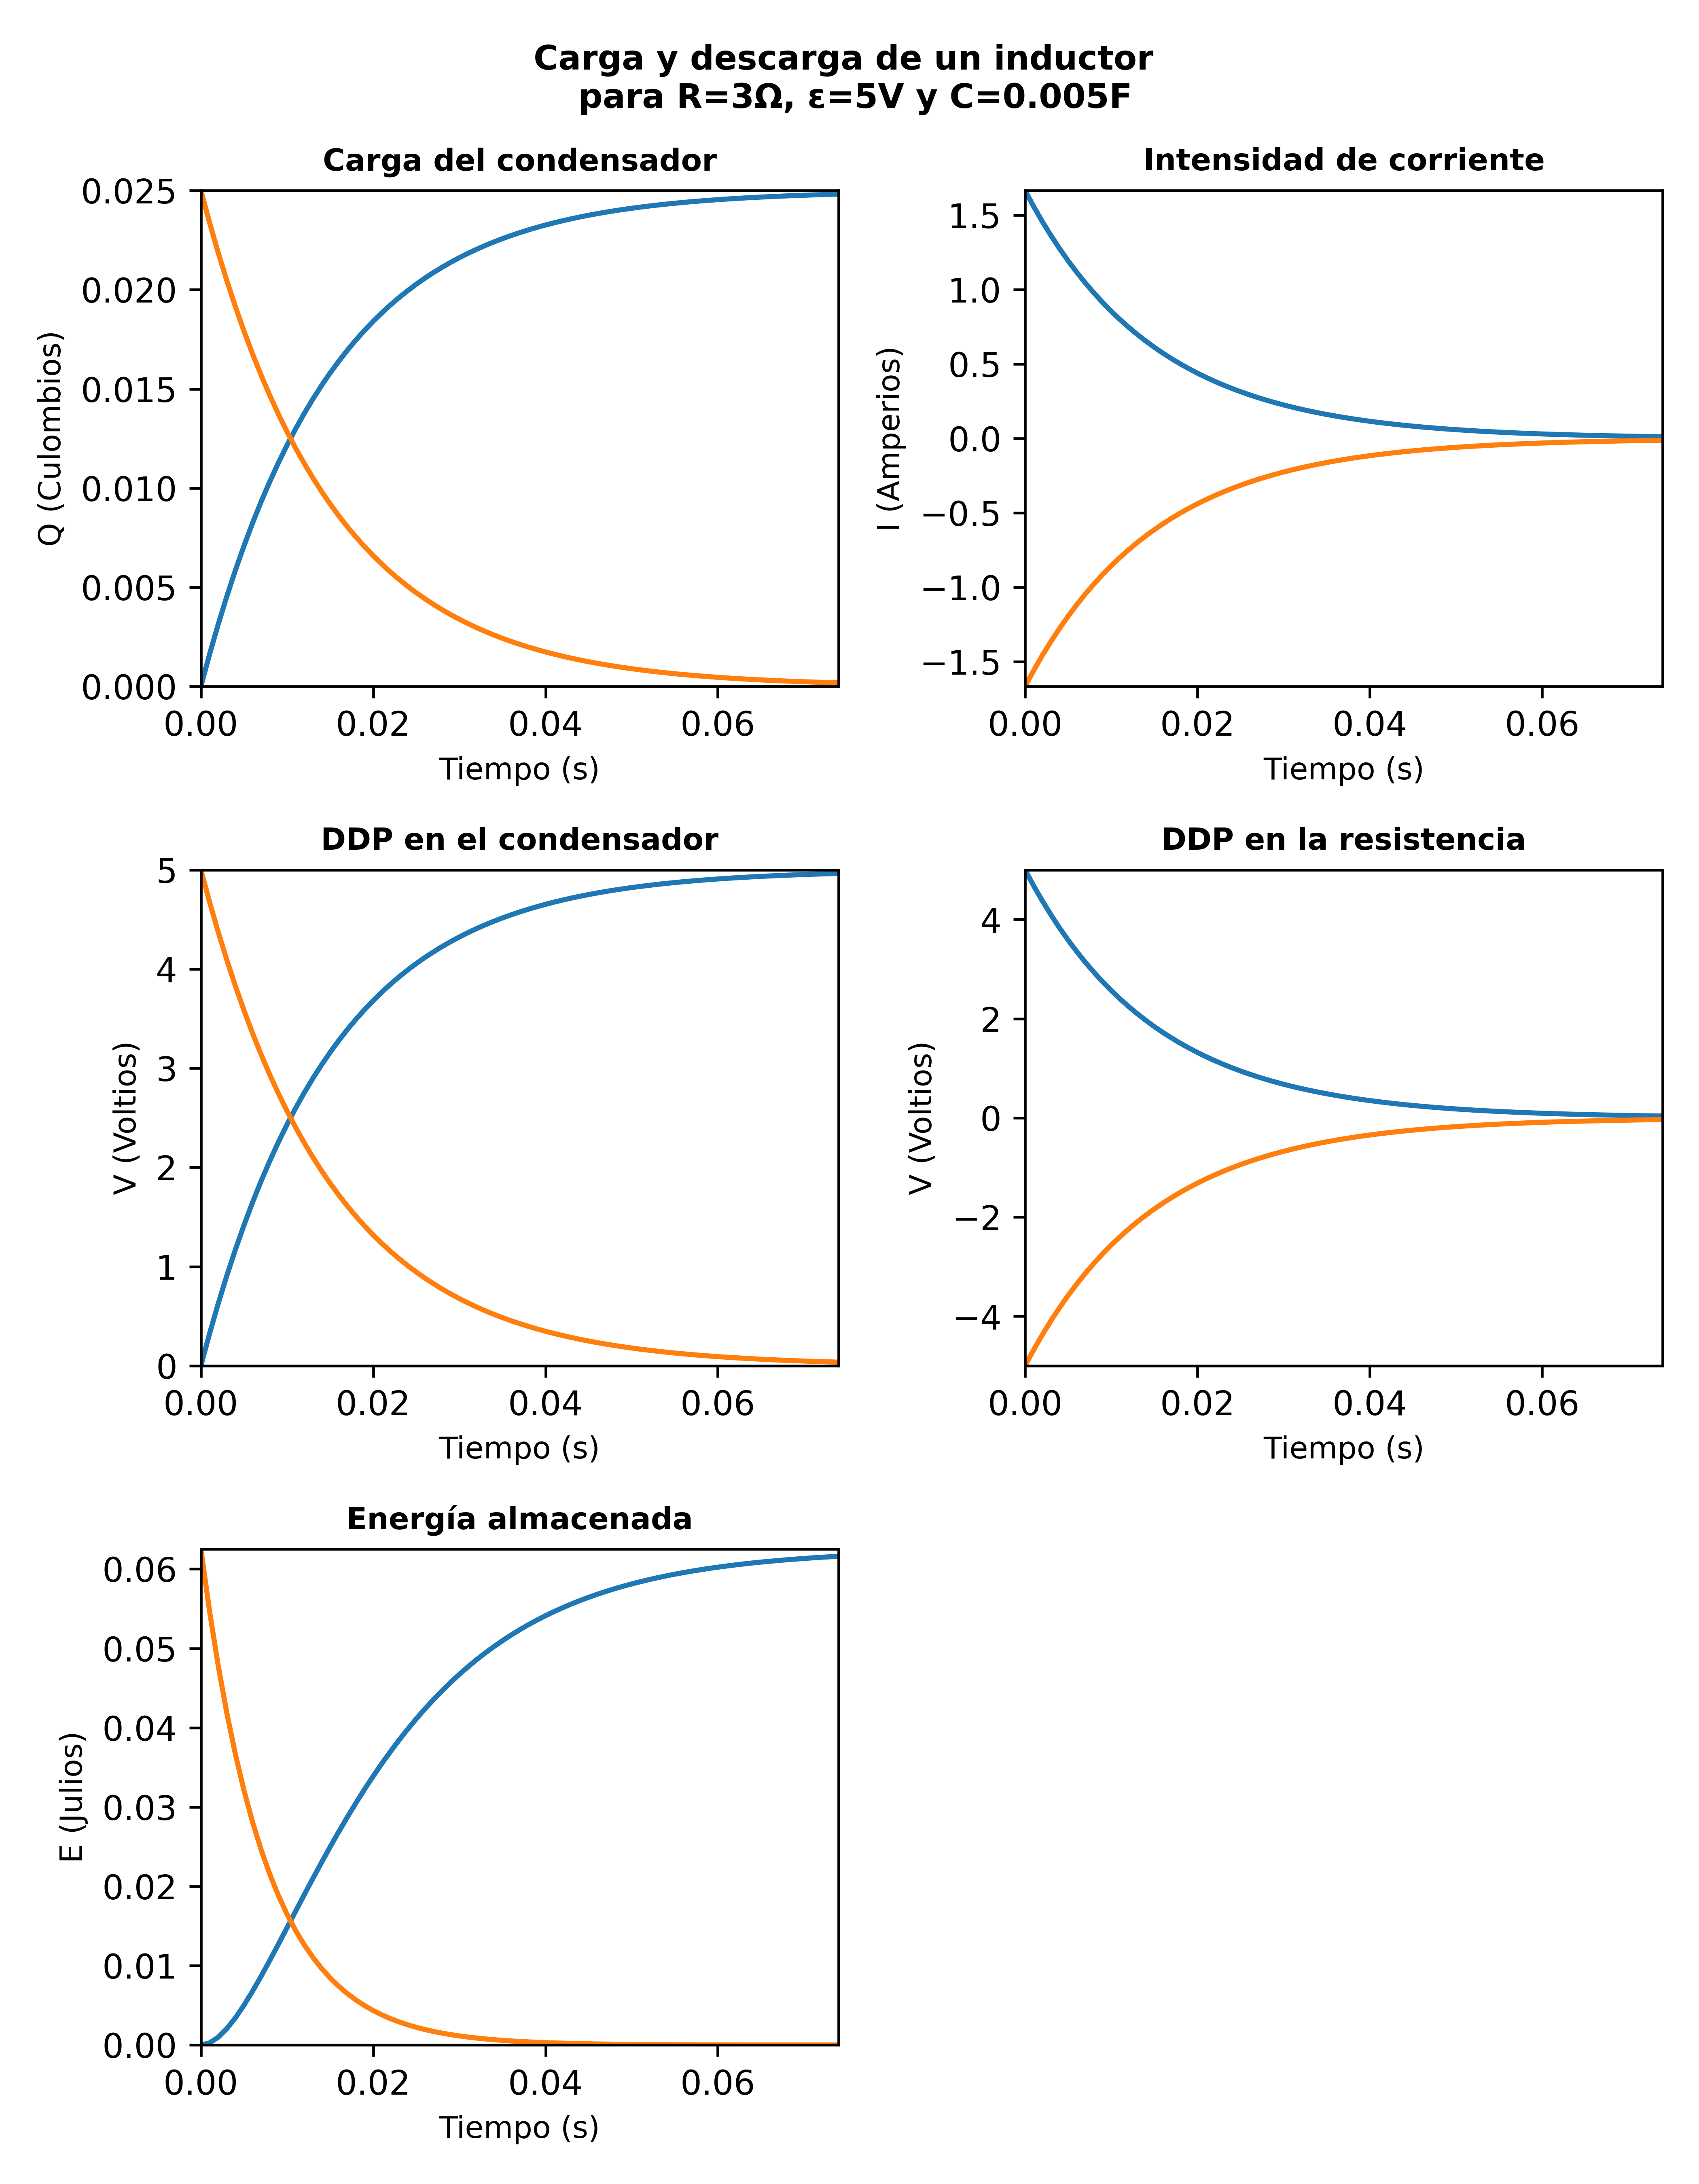 Carga y descarga de un inductor
para R=3Ω, ε=5V y C=0.005F
Carga del condensador
0.025
0.020
0.015
0.010
0.005
0.000
Q (Culombios)
0.00 0.02 0.04 0.06
Tiempo (s)
Intensidad de corriente
1.5
1.0
0.5
0.0
−0.5
−1.0
−1.5
I (Amperios)
0.00 0.02 0.04 0.06
Tiempo (s)
DDP en el condensador
5
4
3
2
1
0
V (Voltios)
0.00 0.02 0.04 0.06
Tiempo (s)
DDP en la resistencia
4
2
0
−2
−4
V (Voltios)
0.00 0.02 0.04 0.06
Tiempo (s)
Energía almacenada
0.06
0.05
0.04
0.03
0.02
0.01
0.00
E (Julios)
0.00 0.02 0.04 0.06
Tiempo (s)